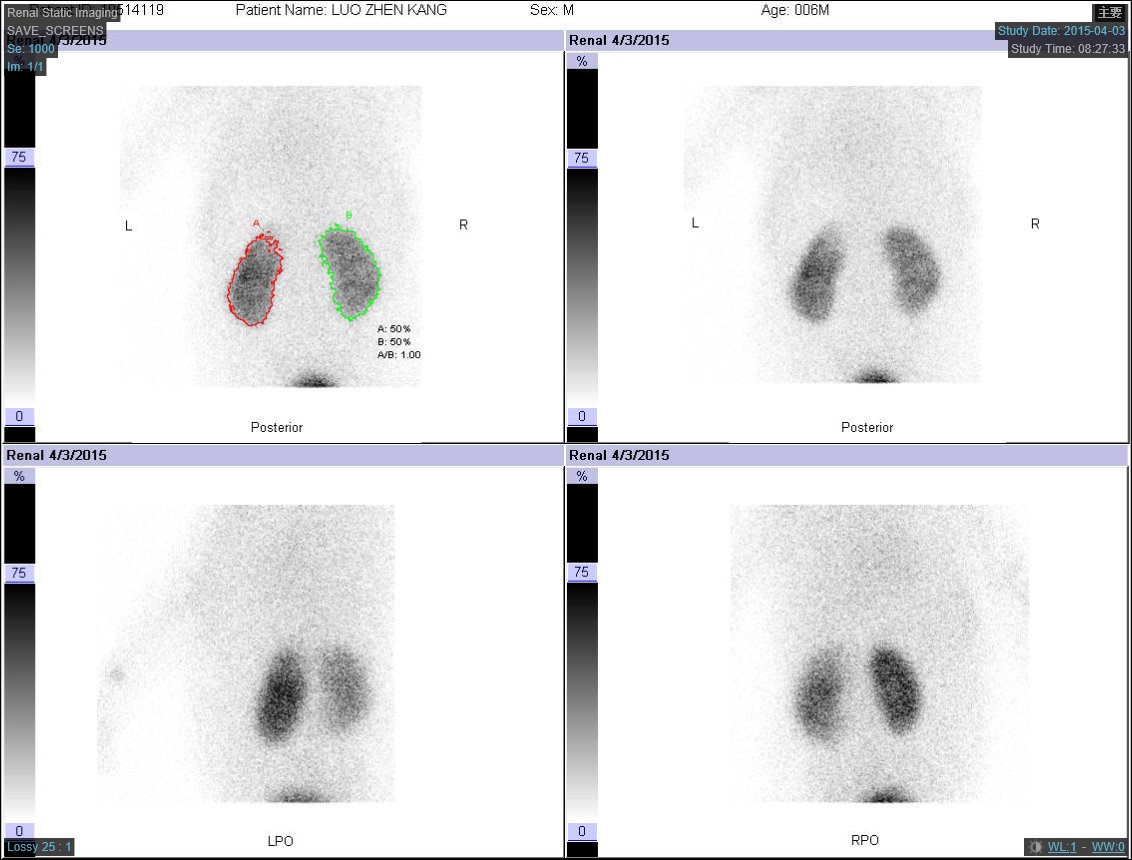 Renal Static Imaging
Patient Name: LUO ZHEN KANG
Sex: M
Age: 006M
主要
SAVE_SCREENS
Se: 1000
Im: 1/1
Study Date: 2015-04-03
Study Time: 08:27:33
Renal 4/3/2015
75
0
L
R
A
B
A: 50%
B: 50%
A/B: 1.00
Posterior
Renal 4/3/2015
%
75
0
L
R
Posterior
Renal 4/3/2015
%
75
0
LPO
Lossy 25 : 1
Renal 4/3/2015
%
75
0
RPO
WL:1 - WW:0